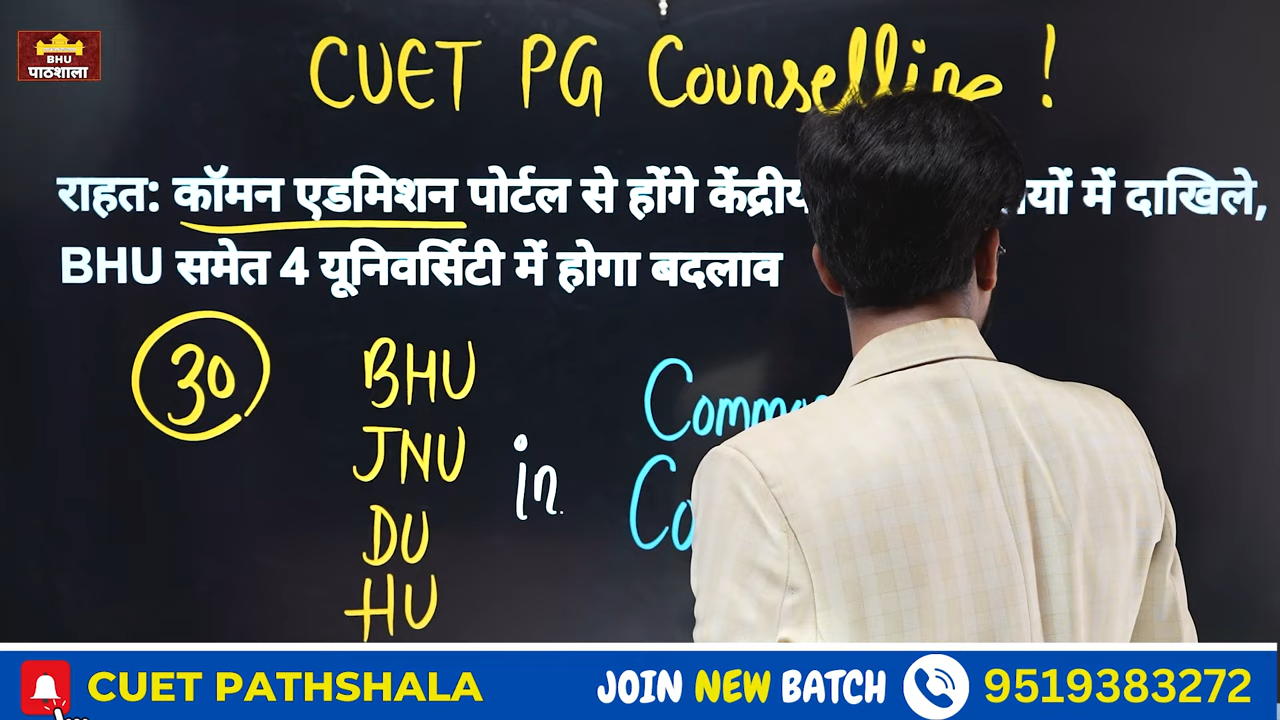 BHU
पाठशाला
CUET PG Counselling !
राहत: कॉमन एडमिशन पोर्टल से होंगे केंद्रीय में दाखिले,
BHU समेत 4 यूनिवर्सिटी में होगा बदलाव
30
BHU
JNU
DU
HU
in
CUET PATHSHALA
JOIN NEW BATCH
9519383272